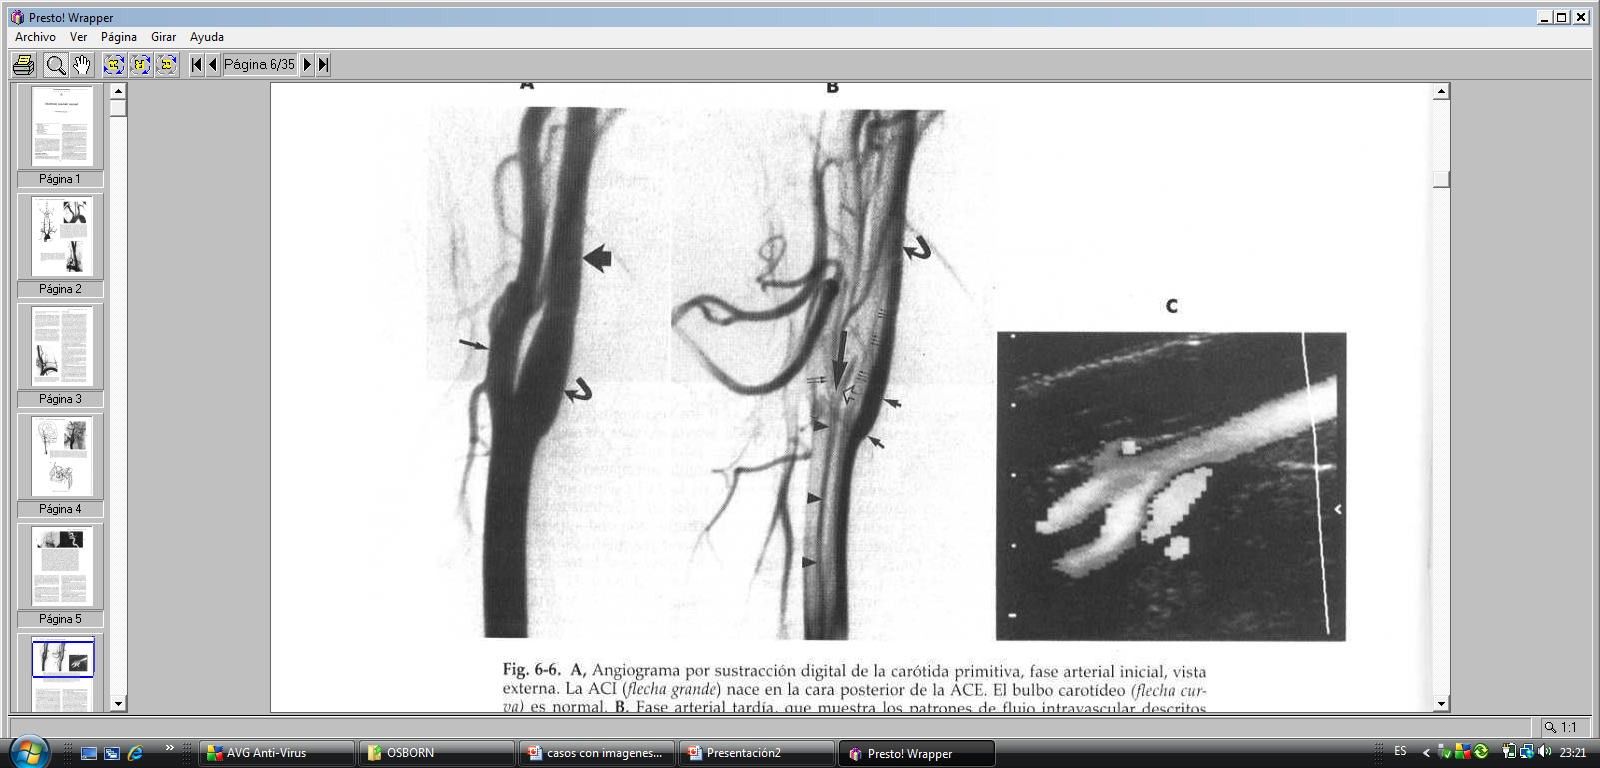 Presto! Wrapper
Archivo Ver Página Girar Ayuda
Página 6/35
Página 1
Página 2
Página 3
Página 4
Página 5
A
B
C
Fig. 6-6. A, Angiograma por sustracción digital de la carótida primitiva, fase arterial inicial, vista
externa. La ACI (flecha grande) nace en la cara posterior de la ACE. El bulbo carotídeo (flecha cur-
va) es normal. B. Fase arterial tardía, que muestra los patrones de flujo intravascular descritos
1:1
AVG Anti-Virus
OSBORN
casos con imagenes...
Presentación2
Presto! Wrapper
ES
23:21